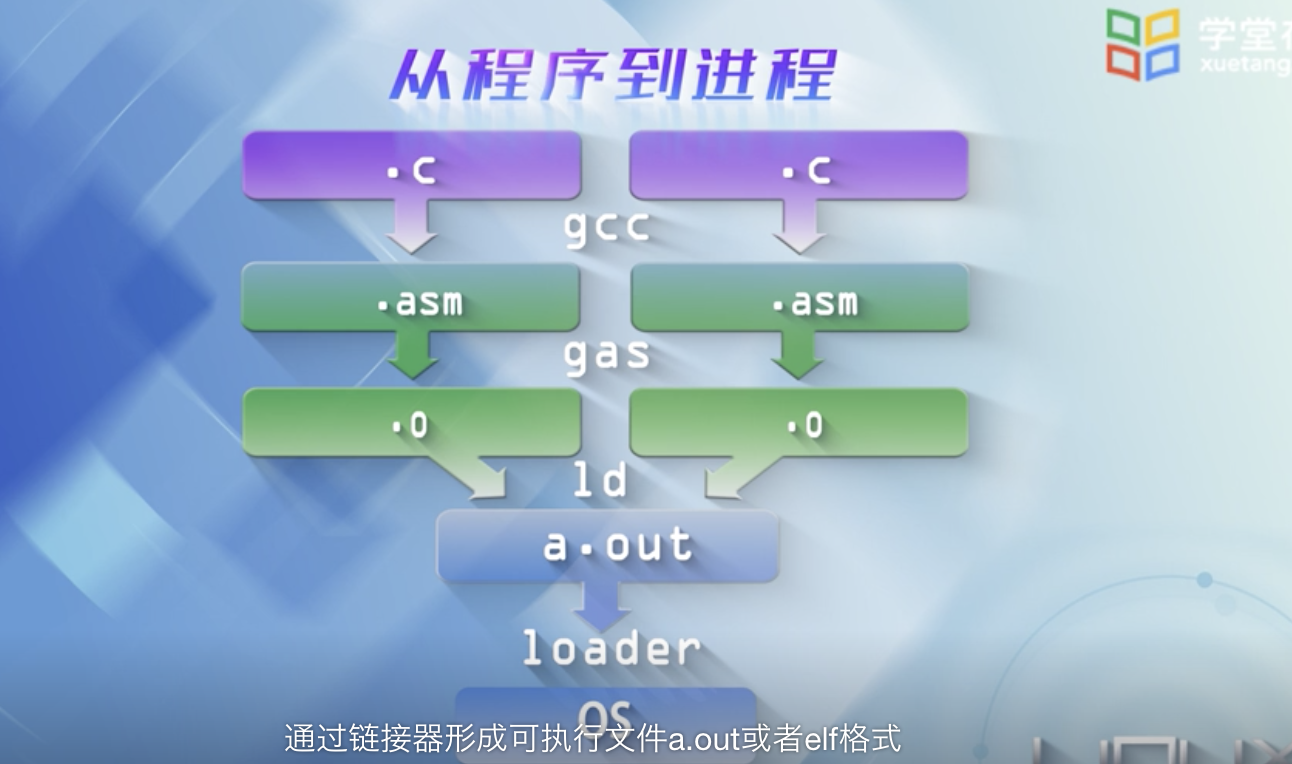 从程序到进程
学堂
xuetang
.c .c
gcc
.asm .asm
gas
.o .o
ld
a.out
loader
OS
通过链接器形成可执行文件a.out或者elf格式